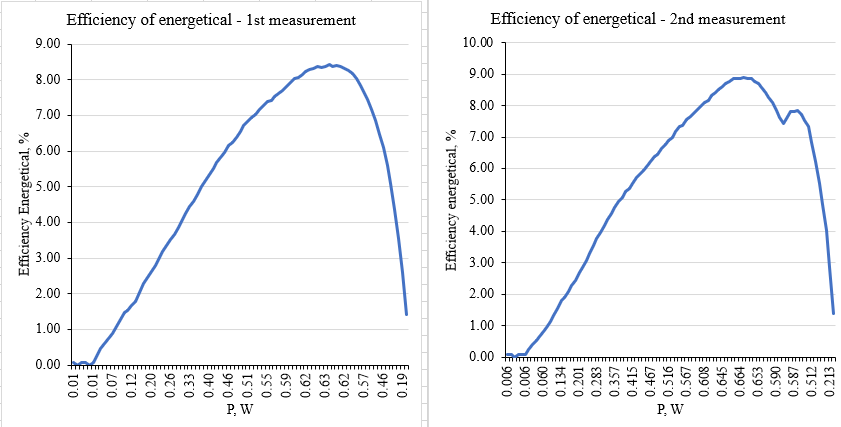 Efficiency of energetical - 1st measurement
9.00
8.00
7.00
6.00
5.00
4.00
3.00
2.00
1.00
0.00
Efficiency Energetical, %
0.01 0.01 0.07 0.12 0.20 0.26 0.33 0.40 0.46 0.51 0.55 0.59 0.62 0.63 0.62 0.57 0.46 0.19
P, W
Efficiency of energetical - 2nd measurement
10.00
9.00
8.00
7.00
6.00
5.00
4.00
3.00
2.00
1.00
0.00
Efficiency energetical, %
0.006 0.006 0.060 0.134 0.201 0.283 0.357 0.415 0.467 0.516 0.567 0.608 0.645 0.664 0.653 0.590 0.587 0.512 0.213
P, W